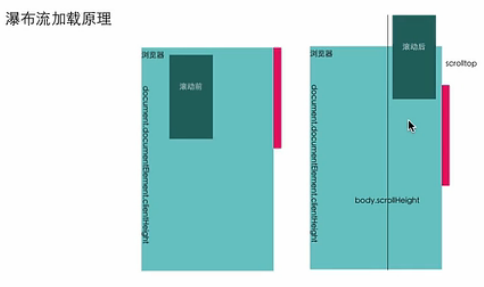 瀑布流加载原理
浏览器
滚动前
document.documentElement.clientHeight
浏览器
滚动后
scrolltop
document.documentElement.clientHeight
body.scrollHeight